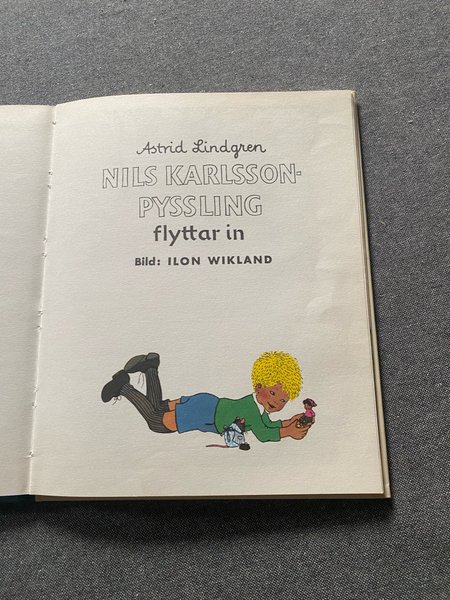 Astrid Lindgren
NILS KARLSSON-
PYSSLING
flyttar in
Bild: ILON WIKLAND